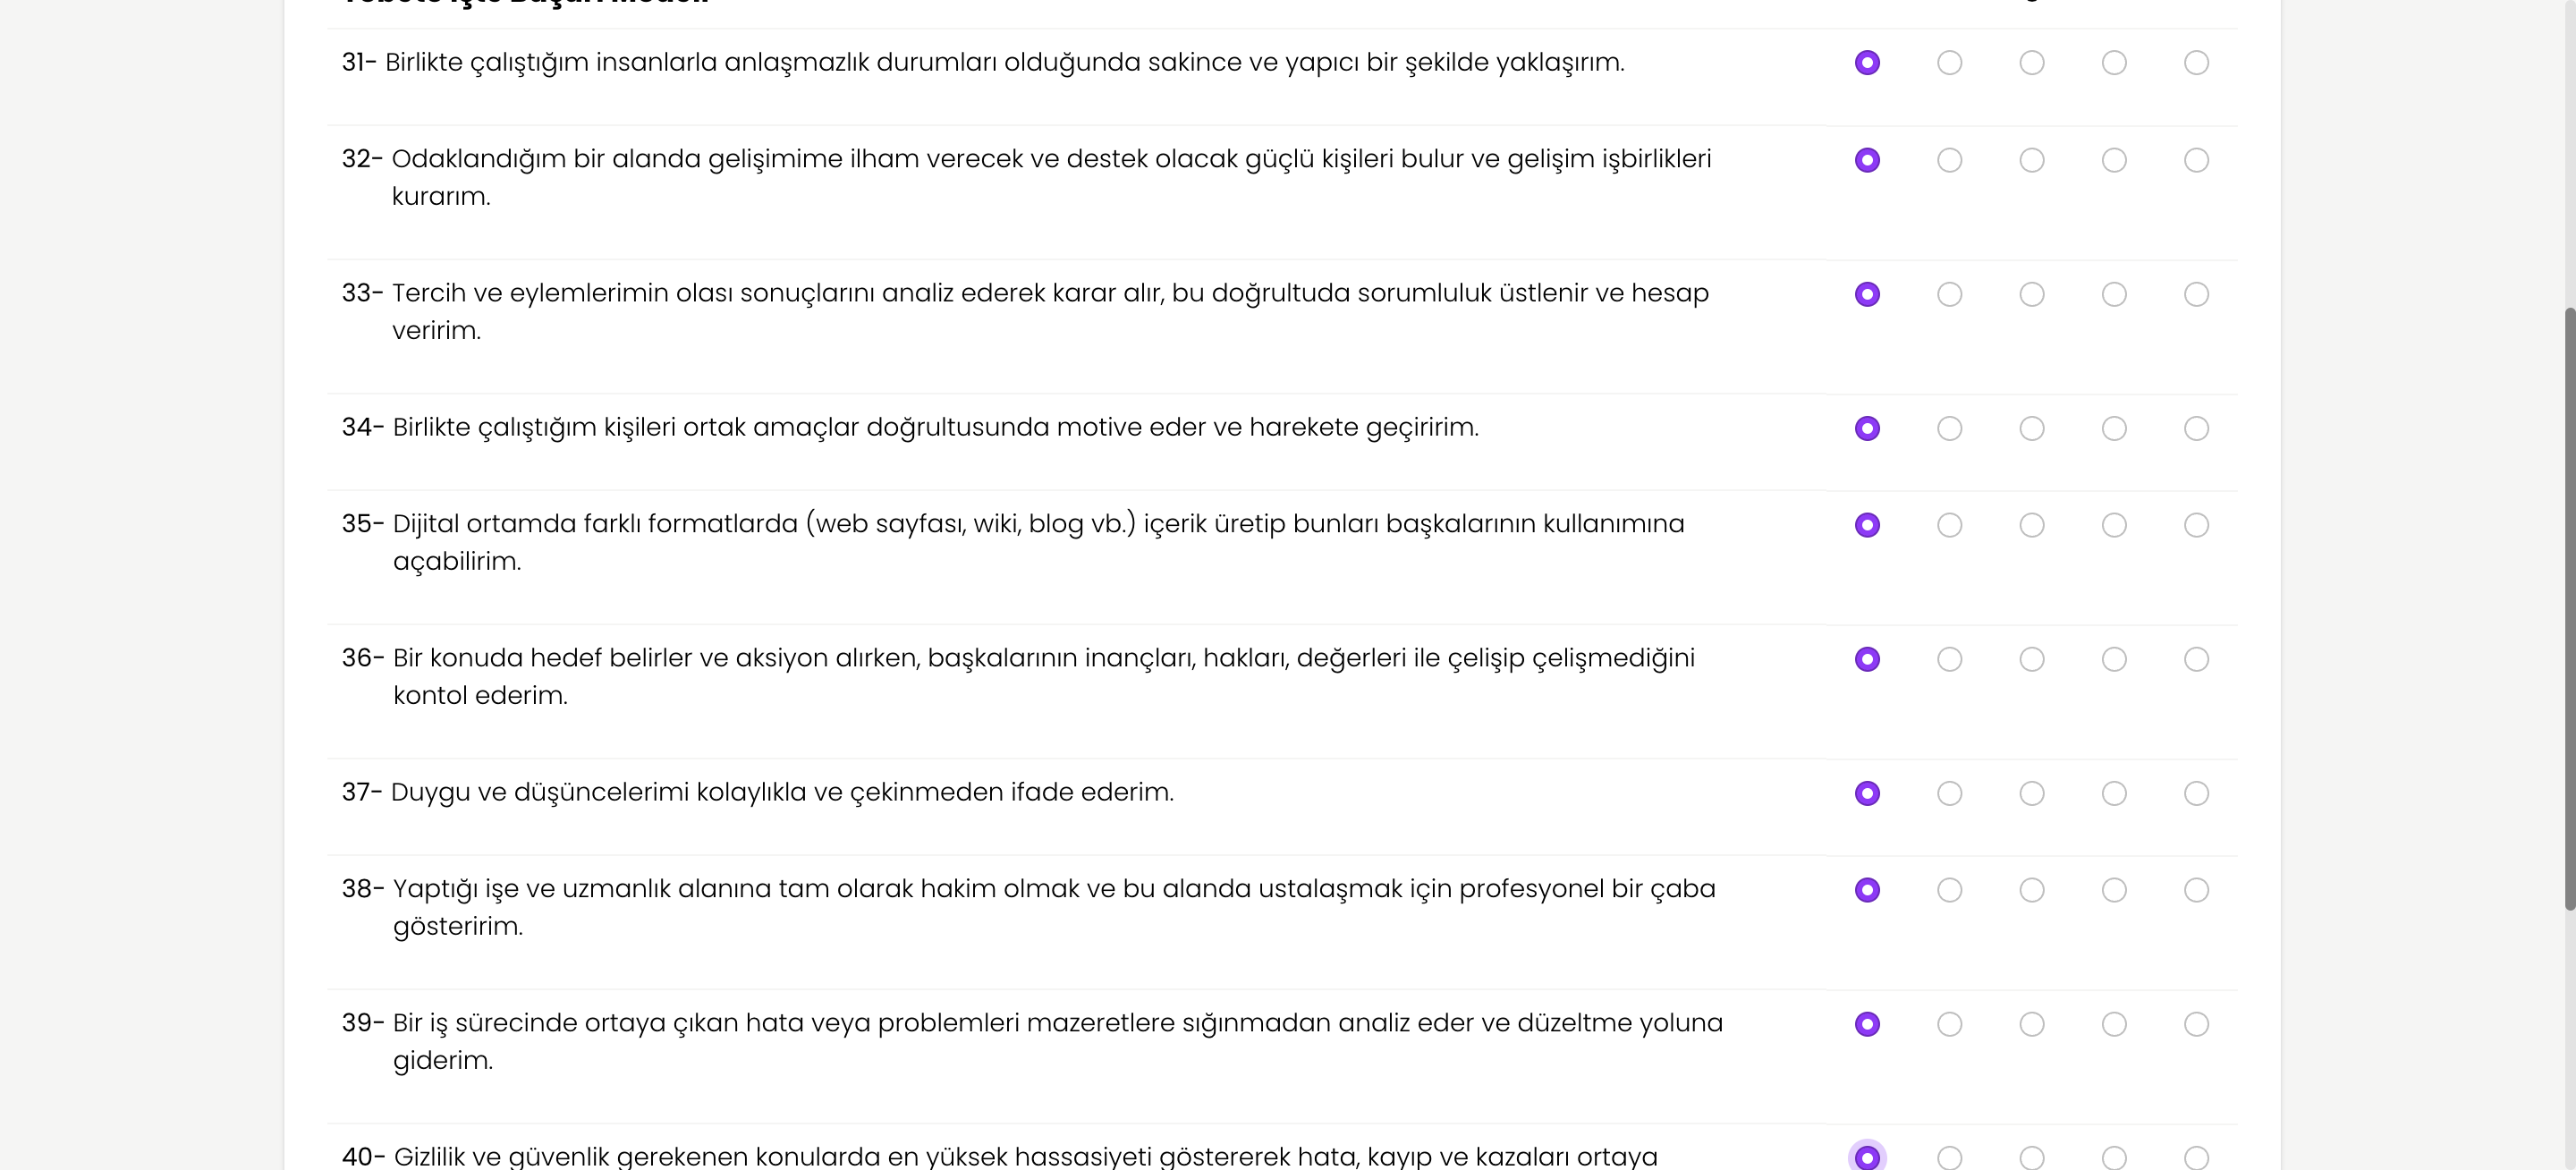 31- Birlikte çalıştığım insanlarla anlaşmazlık durumları olduğunda sakince ve yapıcı bir şekilde yaklaşırım.
32- Odaklandığım bir alanda gelişimime ilham verecek ve destek olacak güçlü kişileri bulur ve gelişim işbirlikleri
kurarım.
33- Tercih ve eylemlerimin olası sonuçlarını analiz ederek karar alır, bu doğrultuda sorumluluk üstlenir ve hesap
veririm.
34- Birlikte çalıştığım kişileri ortak amaçlar doğrultusunda motive eder ve harekete geçiririm.
35- Dijital ortamda farklı formatlarda (web sayfası, wiki, blog vb.) içerik üretip bunları başkalarının kullanımına
açabilirim.
36- Bir konuda hedef belirler ve aksiyon alırken, başkalarının inançları, hakları, değerleri ile çelişip çelişmediğini
kontol ederim.
37- Duygu ve düşüncelerimi kolaylıkla ve çekinmeden ifade ederim.
38- Yaptığı işe ve uzmanlık alanına tam olarak hakim olmak ve bu alanda ustalaşmak için profesyonel bir çaba
gösteririm.
39- Bir iş sürecinde ortaya çıkan hata veya problemleri mazeretlere sığınmadan analiz eder ve düzeltme yoluna
giderim.
40- Gizlilik ve güvenlik gerekenen konularda en yüksek hassasiyeti göstererek hata, kayıp ve kazaları ortaya